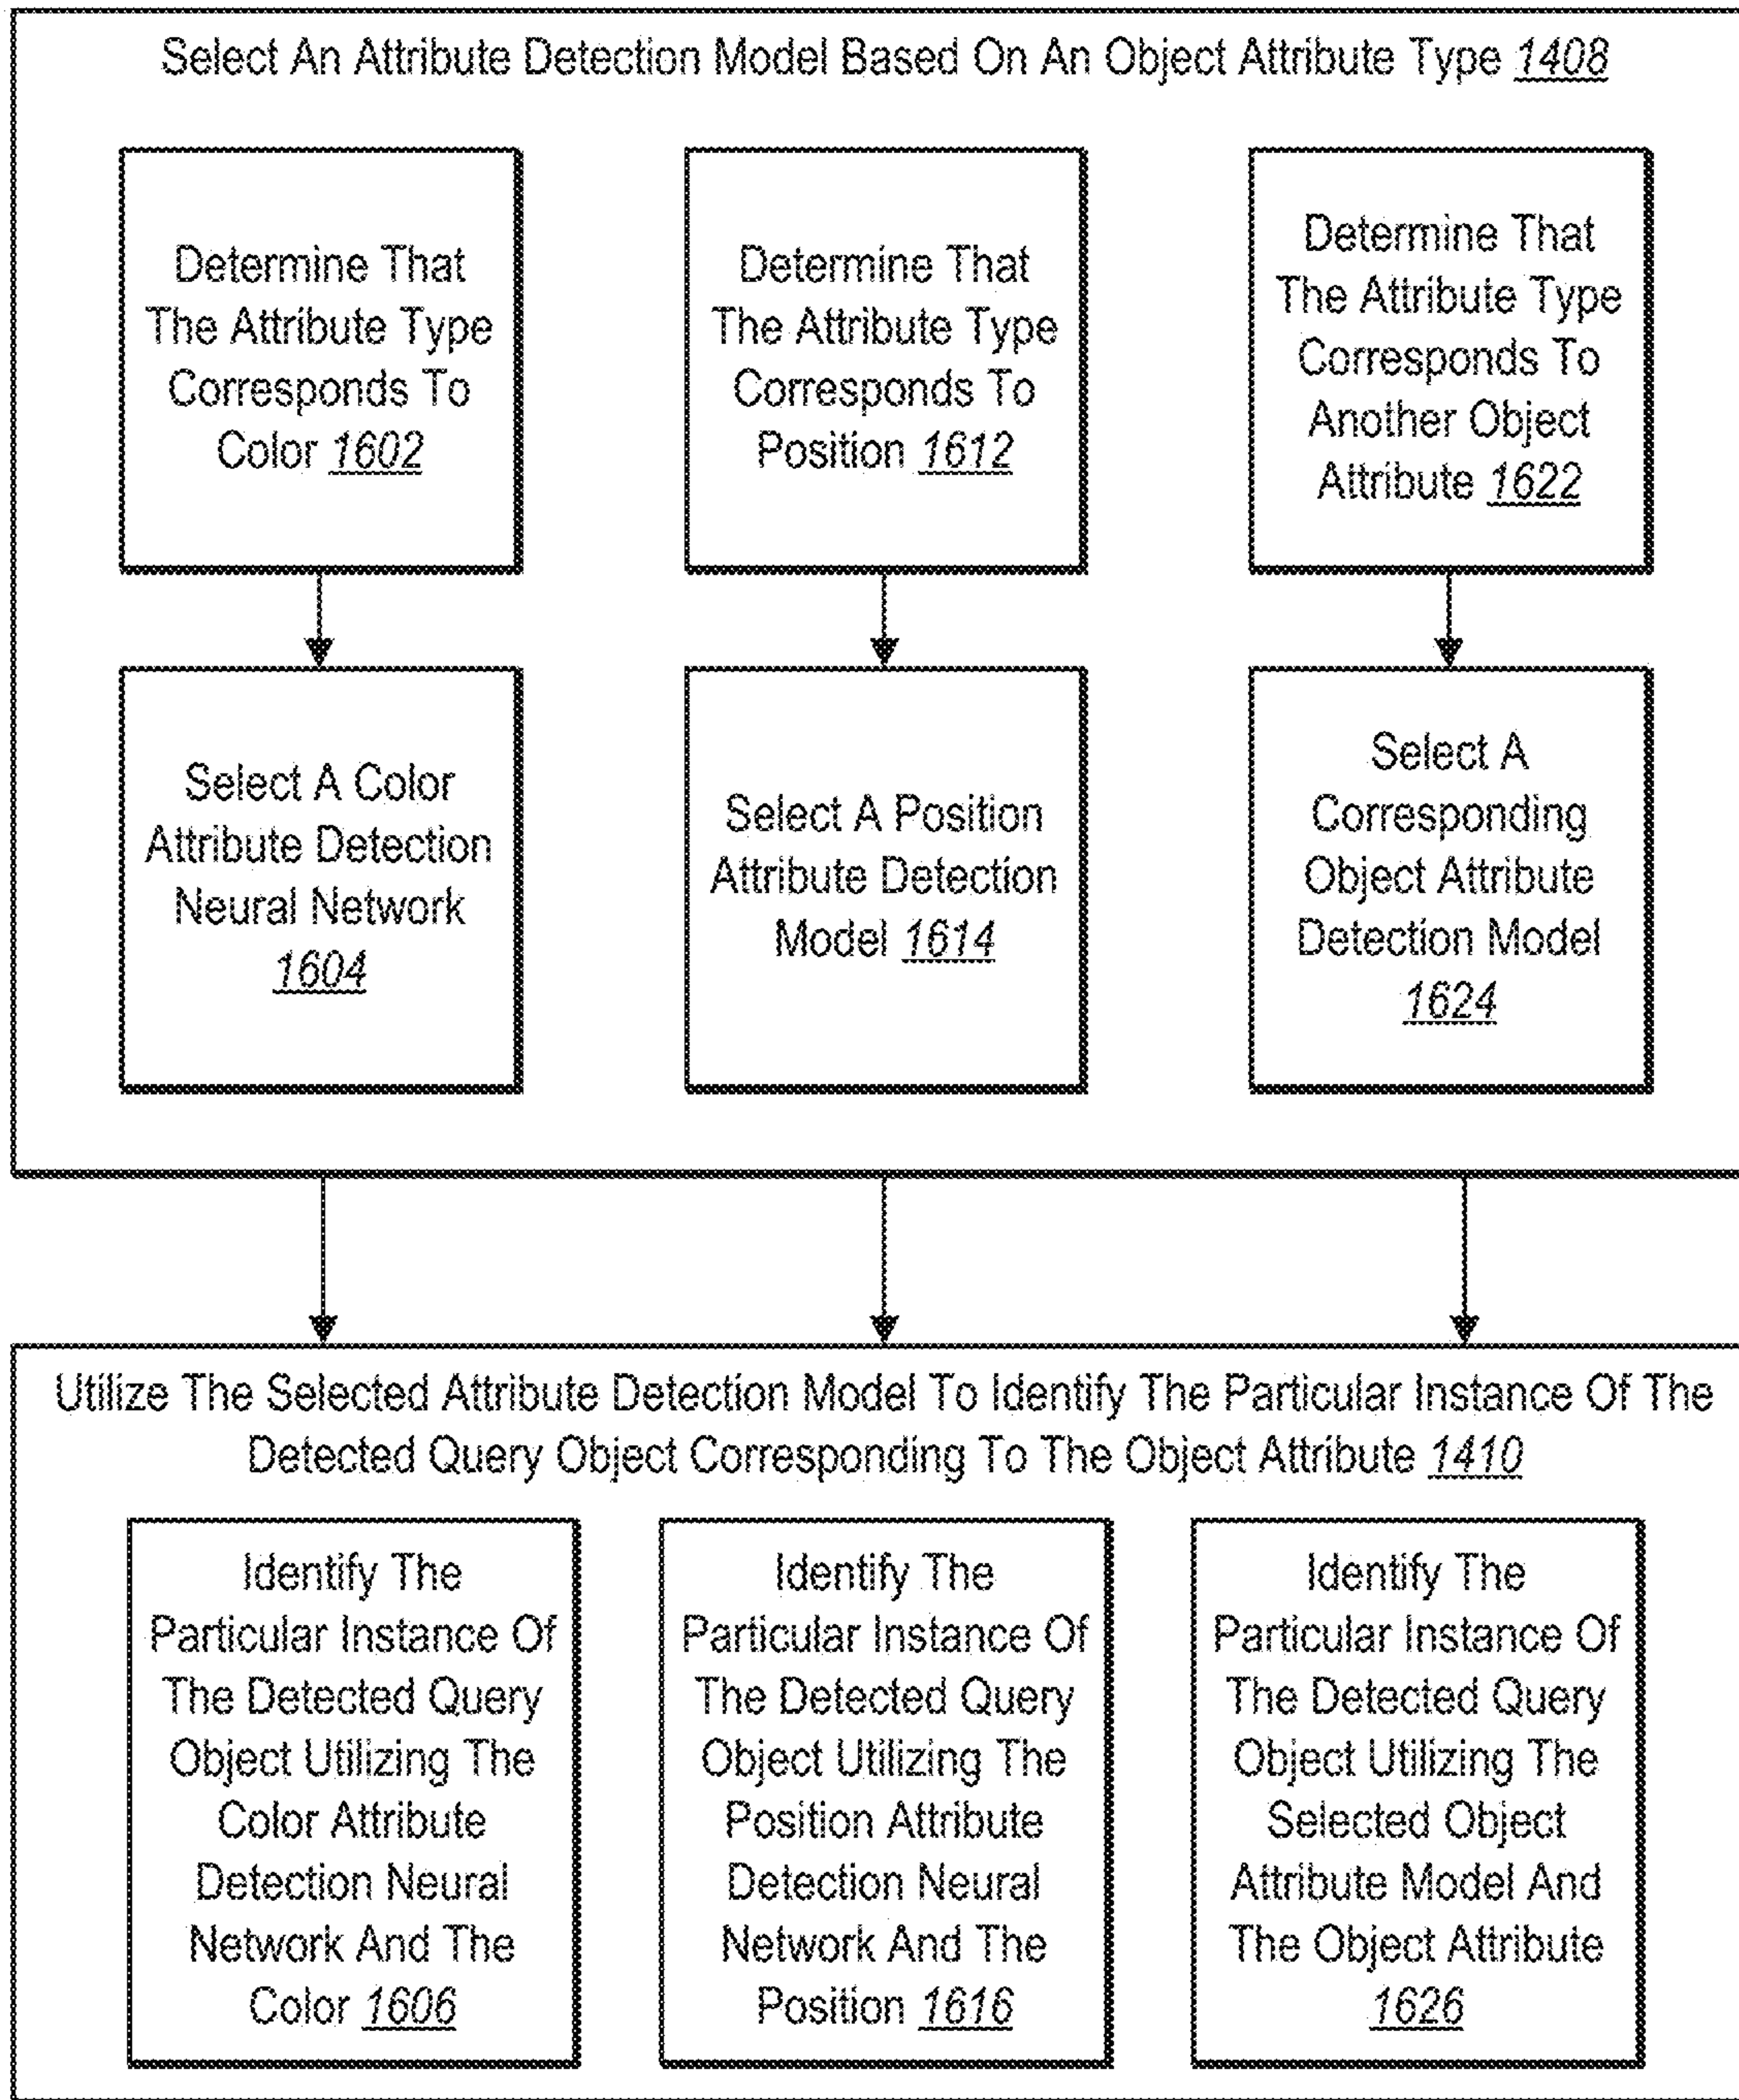 Select An Attribute Detection Model Based On An Object Attribute Type 1408
Determine That
The Attribute Type
Corresponds To
Color 1602
Determine That
The Attribute Type
Corresponds To
Position 1612
Determine That
The Attribute Type
Corresponds To
Another Object
Attribute 1622
Select A Color
Attribute Detection
Neural Network
1604
Select A Position
Attribute Detection
Model 1614
Select A
Corresponding
Object Attribute
Detection Model
1624
Utilize The Selected Attribute Detection Model To Identify The Particular Instance Of The
Detected Query Object Corresponding To The Object Attribute 1410
Identify The
Particular Instance Of
The Detected Query
Object Utilizing The
Color Attribute
Detection Neural
Network And The
Color 1606
Identify The
Particular Instance Of
The Detected Query
Object Utilizing The
Position Attribute
Detection Neural
Network And The
Position 1616
Identify The
Particular Instance Of
The Detected Query
Object Utilizing The
Selected Object
Attribute Model And
The Object Attribute
1626